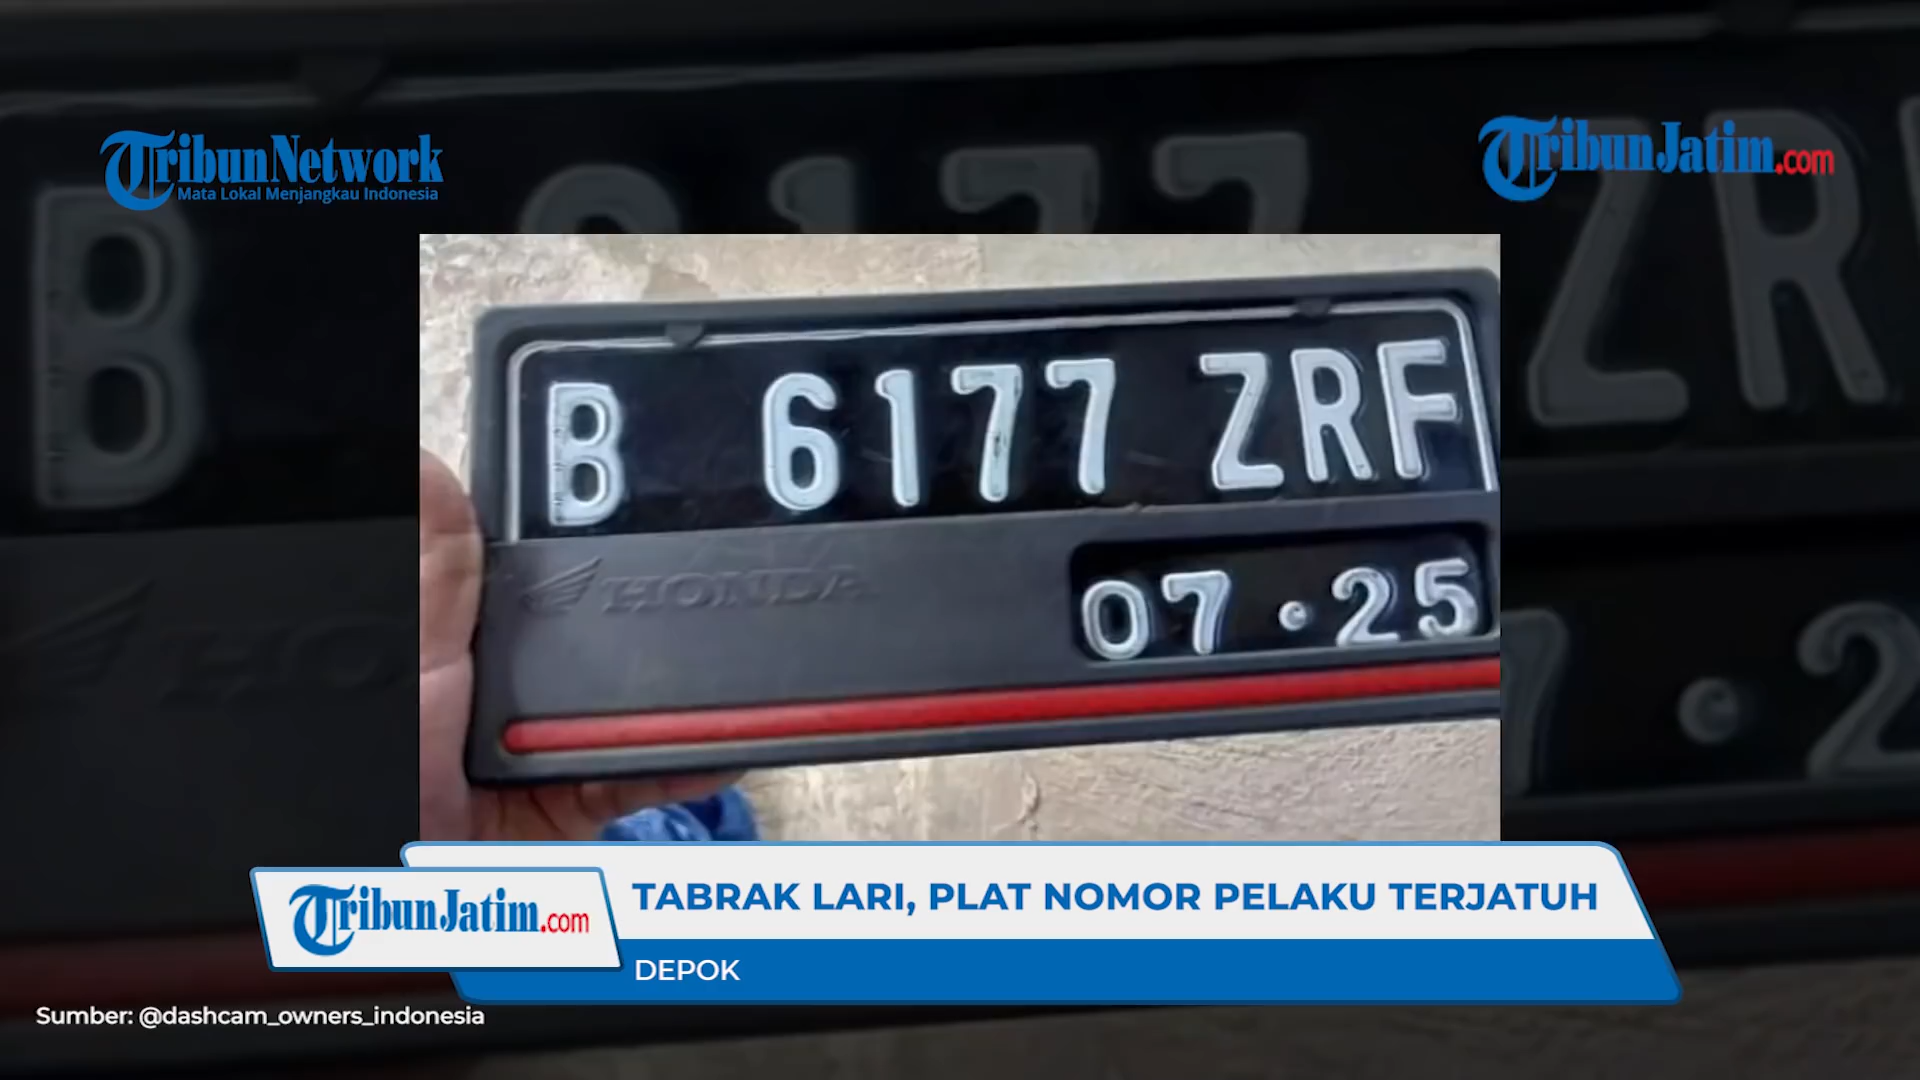 TribunNetwork
Mata Lokal Menjangkau Indonesia
TribunJatim.com
B 6177 ZRF
HONDA
07 · 25
TribunJatim.com
TABRAK LARI, PLAT NOMOR PELAKU TERJATUH
DEPOK
Sumber: @dashcam_owners_indonesia